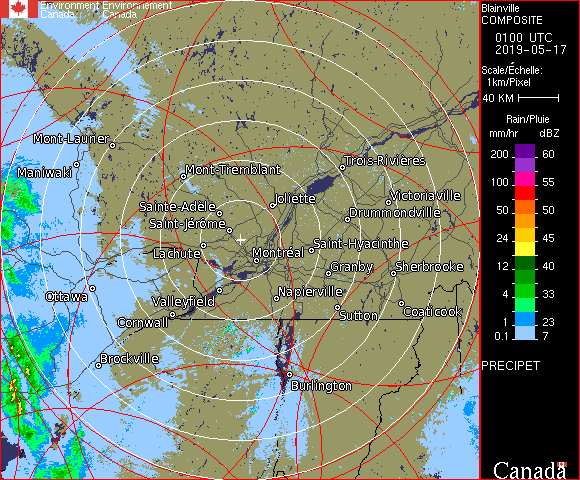 Environment Environnement
Canada Canada
Mont-Laurier
Maniwaki
Mont-Tremblant
Trois-Rivières
Joliette
Victoriaville
Sainte-Adèle
Drummondville
Saint-Jérôme
Saint-Hyacinthe
Lachute
Montréal
Granby
Sherbrooke
Ottawa
Valleyfield
Napierville
Cornwall
Sutton
Coaticook
Brockville
Burlington
Blainville
COMPOSITE
0100 UTC
2019-05-17
Scale/Échelle:
1km/Pixel
40 KM
Rain/Pluie
mm/hr dBZ
200 60
100 55
50 50
24 45
12 40
4 33
1 23
0.1 7
PRECIPET
Canada